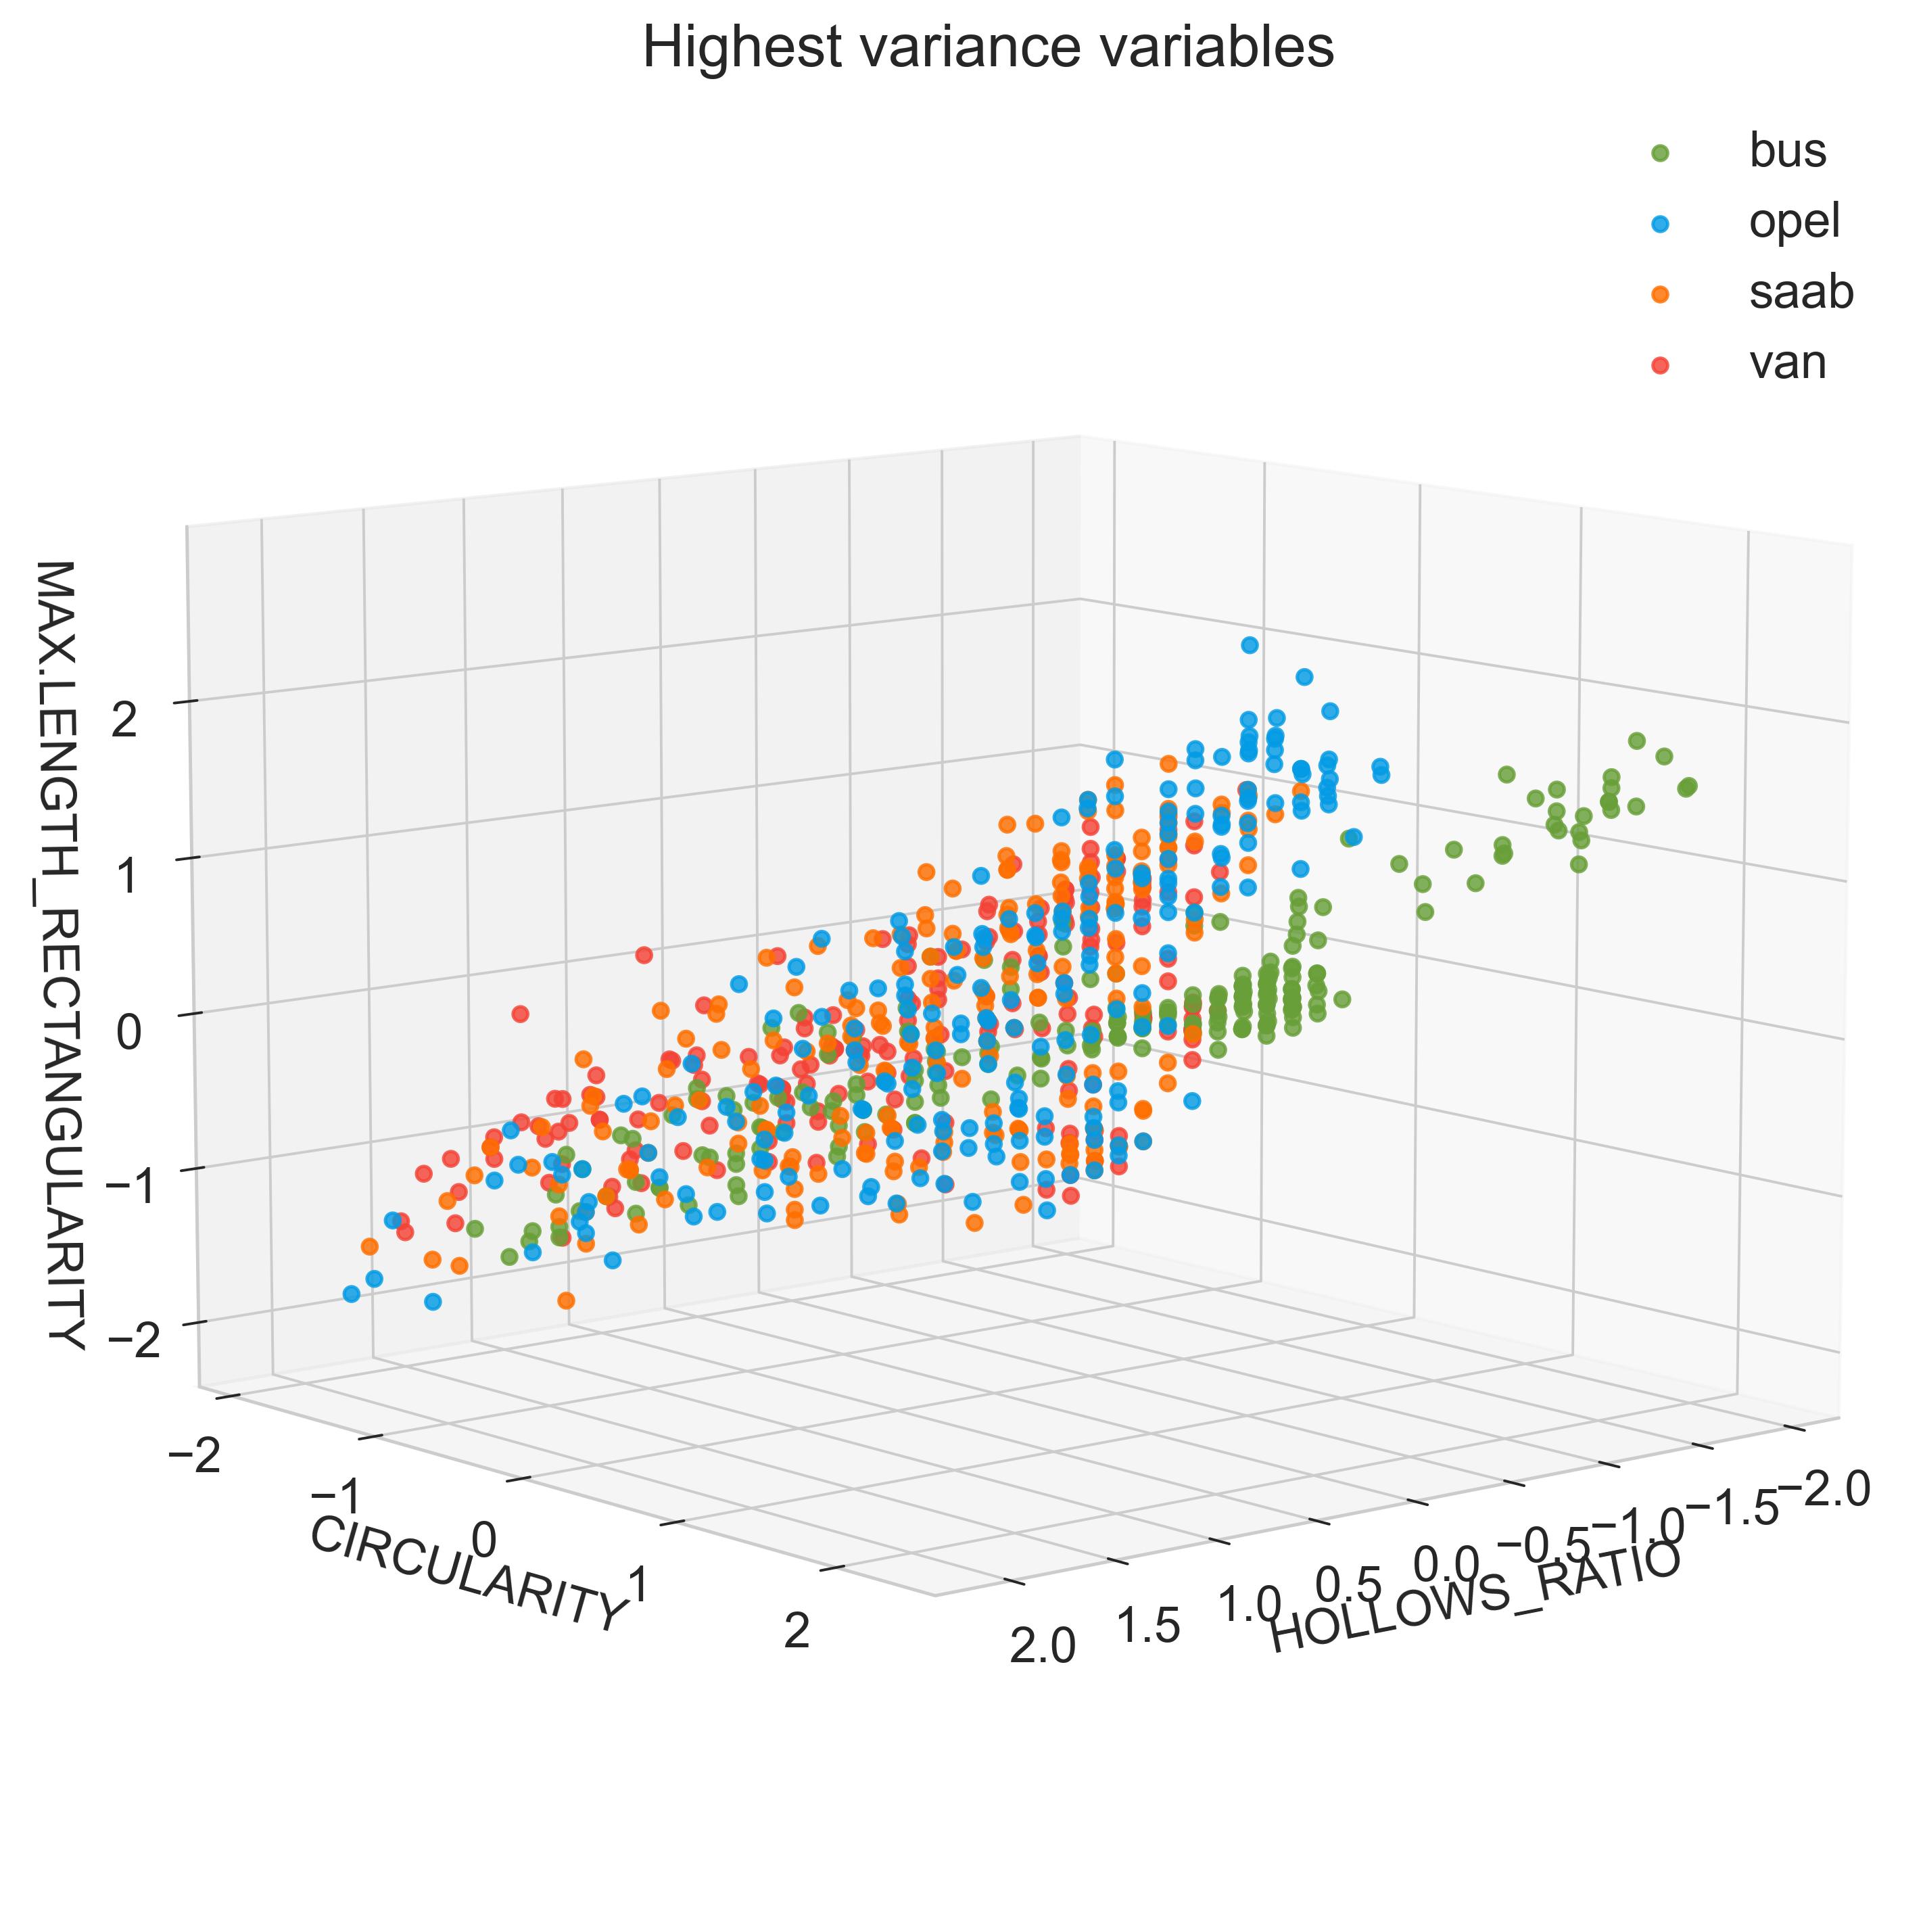 Highest variance variables
bus
opel
saab
van
MAX.LENGTH_RECTANGULARITY
2
1
0
−1
−2
−2
−1
0
1
2
CIRCULARITY
2.0
1.5
1.0
0.5
0.0
−0.5
−1.0
−1.5
−2.0
HOLLOWS_RATIO